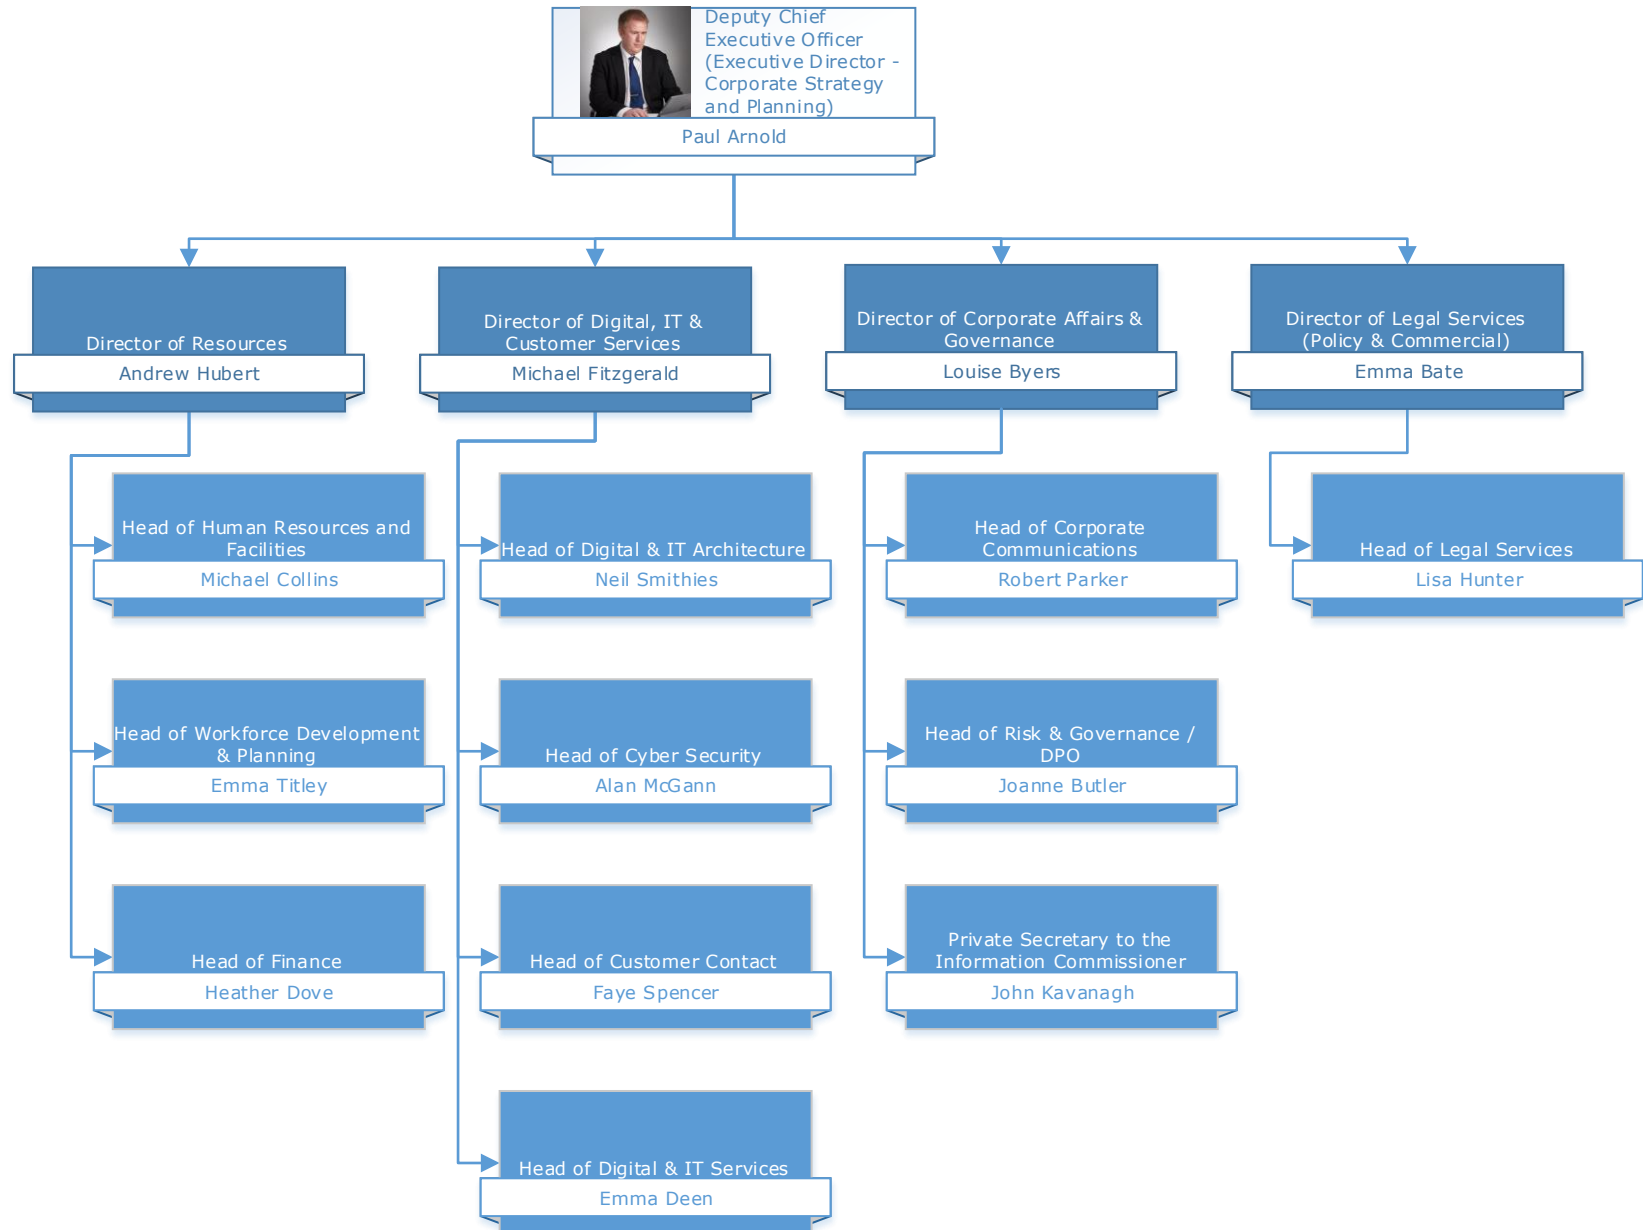 Deputy Chief
Executive Officer
(Executive Director -
Corporate Strategy
and Planning)
Paul Arnold
Director of Resources
Andrew Hubert
Director of Digital, IT &
Customer Services
Michael Fitzgerald
Director of Corporate Affairs &
Governance
Louise Byers
Director of Legal Services
(Policy & Commercial)
Emma Bate
Head of Human Resources and
Facilities
Michael Collins
Head of Digital & IT Architecture
Neil Smithies
Head of Corporate
Communications
Robert Parker
Head of Legal Services
Lisa Hunter
Head of Workforce Development
& Planning
Emma Titley
Head of Cyber Security
Alan McGann
Head of Risk & Governance /
DPO
Joanne Butler
Head of Finance
Heather Dove
Head of Customer Contact
Faye Spencer
Private Secretary to the
Information Commissioner
John Kavanagh
Head of Digital & IT Services
Emma Deen